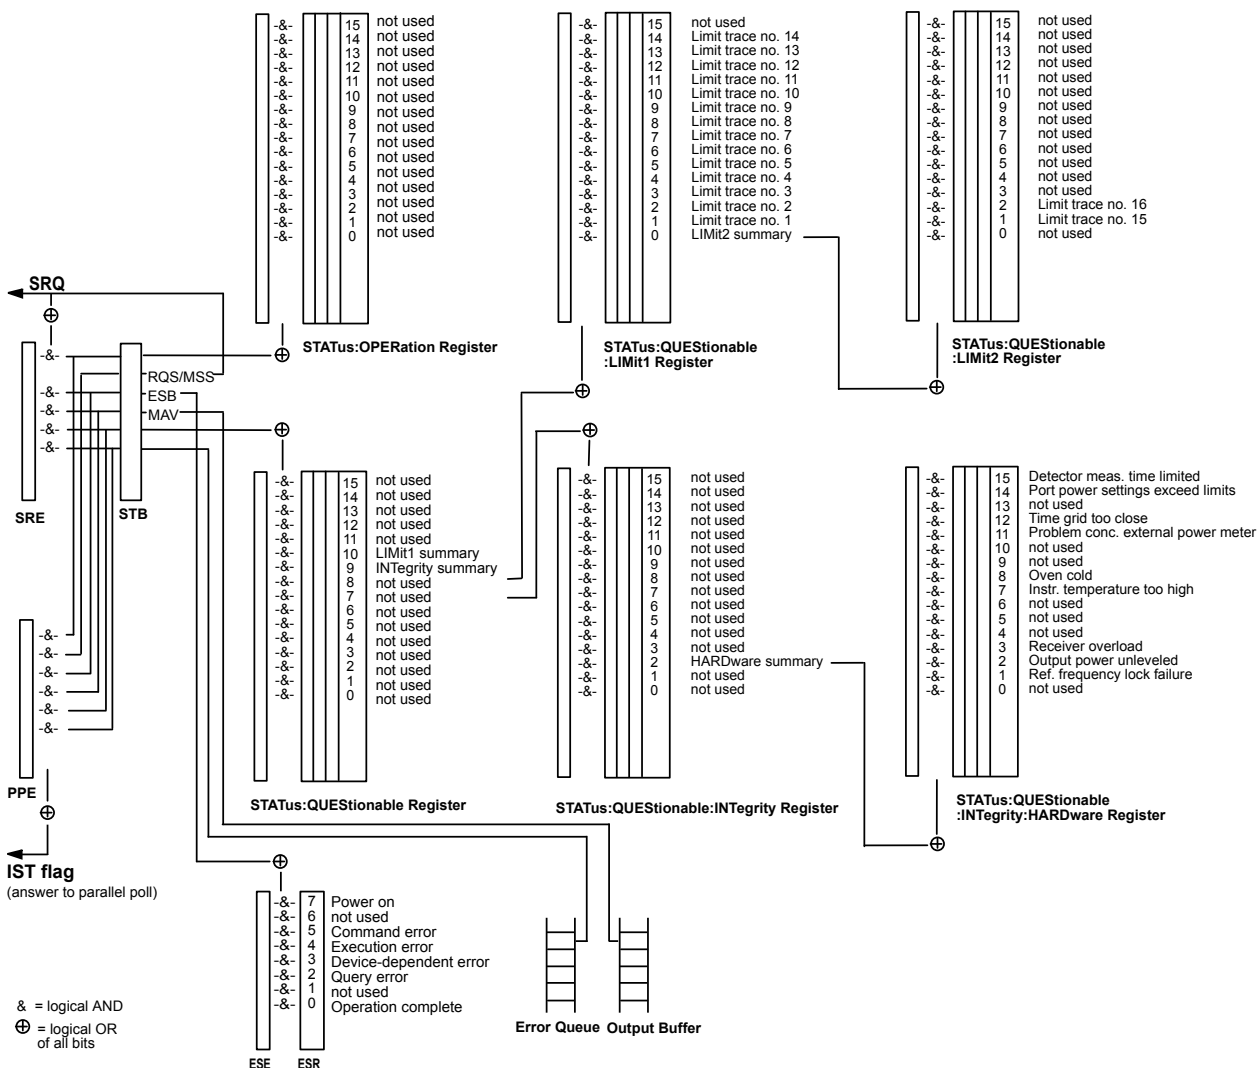 -&- 15 not used
-&- 14 not used
-&- 13 not used
-&- 12 not used
-&- 11 not used
-&- 10 not used
-&- 9 not used
-&- 8 not used
-&- 7 not used
-&- 6 not used
-&- 5 not used
-&- 4 not used
-&- 3 not used
-&- 2 not used
-&- 1 not used
-&- 0 not used
STATus:OPERation Register
-&- 15 not used
-&- 14 Limit trace no. 14
-&- 13 Limit trace no. 13
-&- 12 Limit trace no. 12
-&- 11 Limit trace no. 11
-&- 10 Limit trace no. 10
-&- 9 Limit trace no. 9
-&- 8 Limit trace no. 8
-&- 7 Limit trace no. 7
-&- 6 Limit trace no. 6
-&- 5 Limit trace no. 5
-&- 4 Limit trace no. 4
-&- 3 Limit trace no. 3
-&- 2 Limit trace no. 2
-&- 1 Limit trace no. 1
-&- 0 LIMit2 summary
STATus:QUEStionable
:LIMit1 Register
-&- 15 not used
-&- 14 not used
-&- 13 not used
-&- 12 not used
-&- 11 not used
-&- 10 not used
-&- 9 not used
-&- 8 not used
-&- 7 not used
-&- 6 not used
-&- 5 not used
-&- 4 not used
-&- 3 not used
-&- 2 Limit trace no. 16
-&- 1 Limit trace no. 15
-&- 0 not used
STATus:QUEStionable
:LIMit2 Register
SRQ
-&-
RQS/MSS
-&- ESB
-&- MAV
-&-
-&-
SRE
STB
-&- 15 not used
-&- 14 not used
-&- 13 not used
-&- 12 not used
-&- 11 not used
-&- 10 LIMit1 summary
-&- 9 INTegrity summary
-&- 8 not used
-&- 7 not used
-&- 6 not used
-&- 5 not used
-&- 4 not used
-&- 3 not used
-&- 2 not used
-&- 1 not used
-&- 0 not used
STATus:QUEStionable Register
-&- 15 not used
-&- 14 not used
-&- 13 not used
-&- 12 not used
-&- 11 not used
-&- 10 not used
-&- 9 not used
-&- 8 not used
-&- 7 not used
-&- 6 not used
-&- 5 not used
-&- 4 not used
-&- 3 not used
-&- 2 HARDware summary
-&- 1 not used
-&- 0 not used
STATus:QUEStionable:INTegrity Register
-&- 15 Detector meas. time limited
-&- 14 Port power settings exceed limits
-&- 13 not used
-&- 12 Time grid too close
-&- 11 Problem conc. external power meter
-&- 10 not used
-&- 9 not used
-&- 8 Oven cold
-&- 7 Instr. temperature too high
-&- 6 not used
-&- 5 not used
-&- 4 not used
-&- 3 Receiver overload
-&- 2 Output power unleveled
-&- 1 Ref. frequency lock failure
-&- 0 not used
STATus:QUEStionable
:INTegrity:HARDware Register
-&-
-&-
-&-
-&-
-&-
-&-
PPE
IST flag
(answer to parallel poll)
-&- 7 Power on
-&- 6 not used
-&- 5 Command error
-&- 4 Execution error
-&- 3 Device-dependent error
-&- 2 Query error
-&- 1 not used
-&- 0 Operation complete
ESE
ESR
Error Queue
Output Buffer
& = logical AND
⊕ = logical OR
of all bits